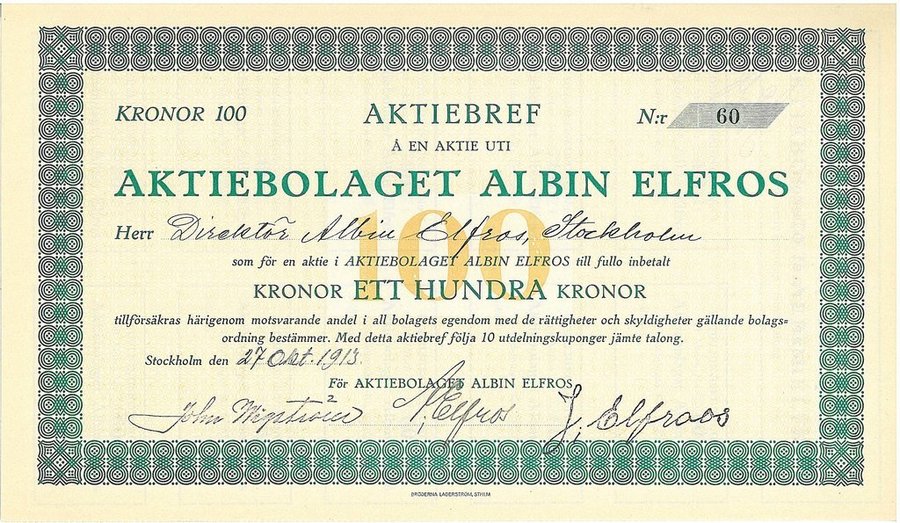 KRONOR 100 AKTIEBREF N:r 60
Å EN AKTIE UTI
AKTIEBOLAGET ALBIN ELFROS
100
Herr Direktör Albin Elfros, Stockholm
som för en aktie i AKTIEBOLAGET ALBIN ELFROS till fullo inbetalt
KRONOR ETT HUNDRA KRONOR
tillförsäkras härigenom motsvarande andel i all bolagets egendom med de rättigheter och skyldigheter gällande bolags-
ordning bestämmer. Med detta aktiebref följa 10 utdelningskuponger jämte talong.
Stockholm den 27 Okt. 1913.
För AKTIEBOLAGET ALBIN ELFROS
John Elfros J. Elfroos
BRÖDERNA LAGERSTRÖM, STHLM